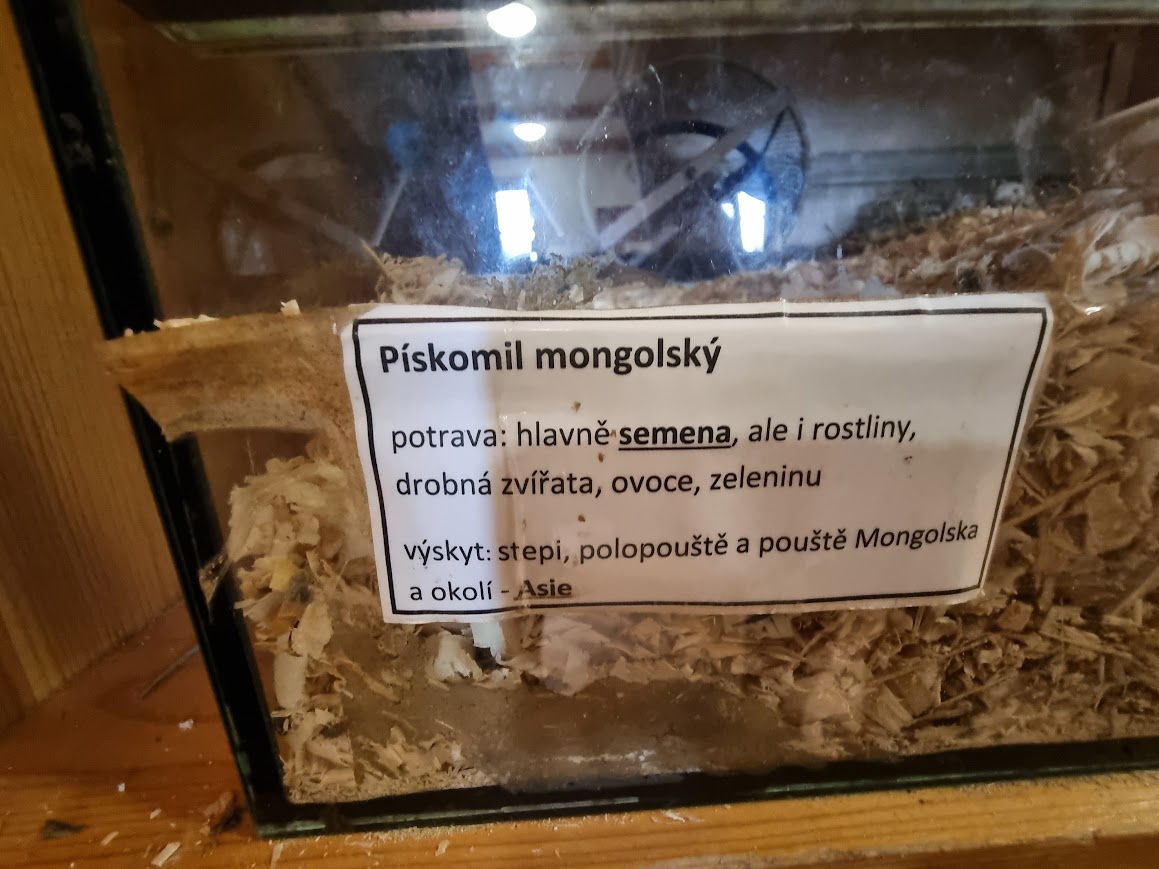 Pískomil mongolský
potrava: hlavně semena, ale i rostliny,
drobná zvířata, ovoce, zeleninu
výskyt: stepi, polopouště a pouště Mongolska
a okolí - Asie